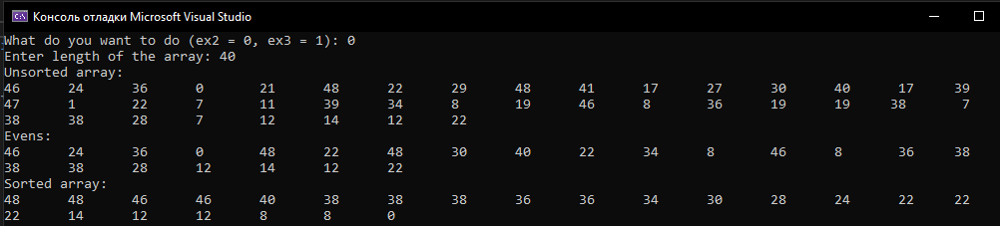 Консоль отладки Microsoft Visual Studio
What do you want to do (ex2 = 0, ex3 = 1): 0
Enter length of the array: 40
Unsorted array:
46 24 36 0 21 48 22 29 48 41 17 27 30 40 17 39
47 1 22 7 11 39 34 8 19 46 8 36 19 19 38 7
38 38 28 7 12 14 12 22
Evens:
46 24 36 0 48 22 48 30 40 22 34 8 46 8 36 38
38 38 28 12 14 12 22
Sorted array:
48 48 46 46 40 38 38 38 36 36 34 30 28 24 22 22
22 14 12 12 8 8 0